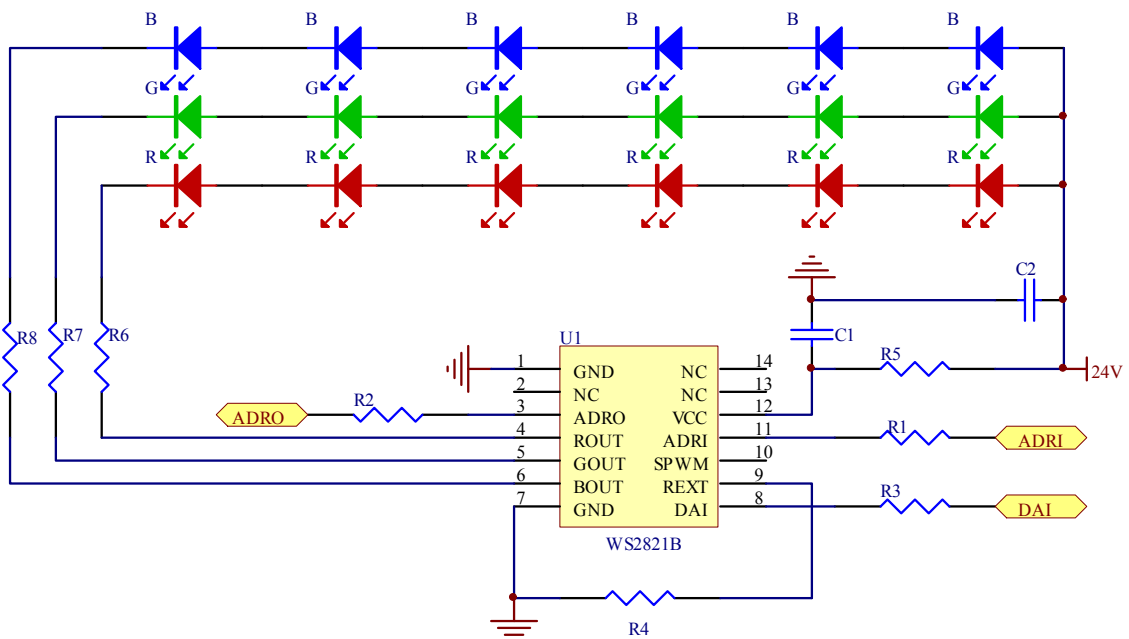 B B B B B B
G G G G G G
R R R R R R
C2
R8 R7 R6
U1
C1
R5
24V
1 GND NC 14
2 NC NC 13
R2
ADRO
3 ADRO VCC 12
4 ROUT ADRI 11
R1
ADRI
5 GOUT SPWM 10
6 BOUT REXT 9
7 GND DAI 8
R3
DAI
WS2821B
R4